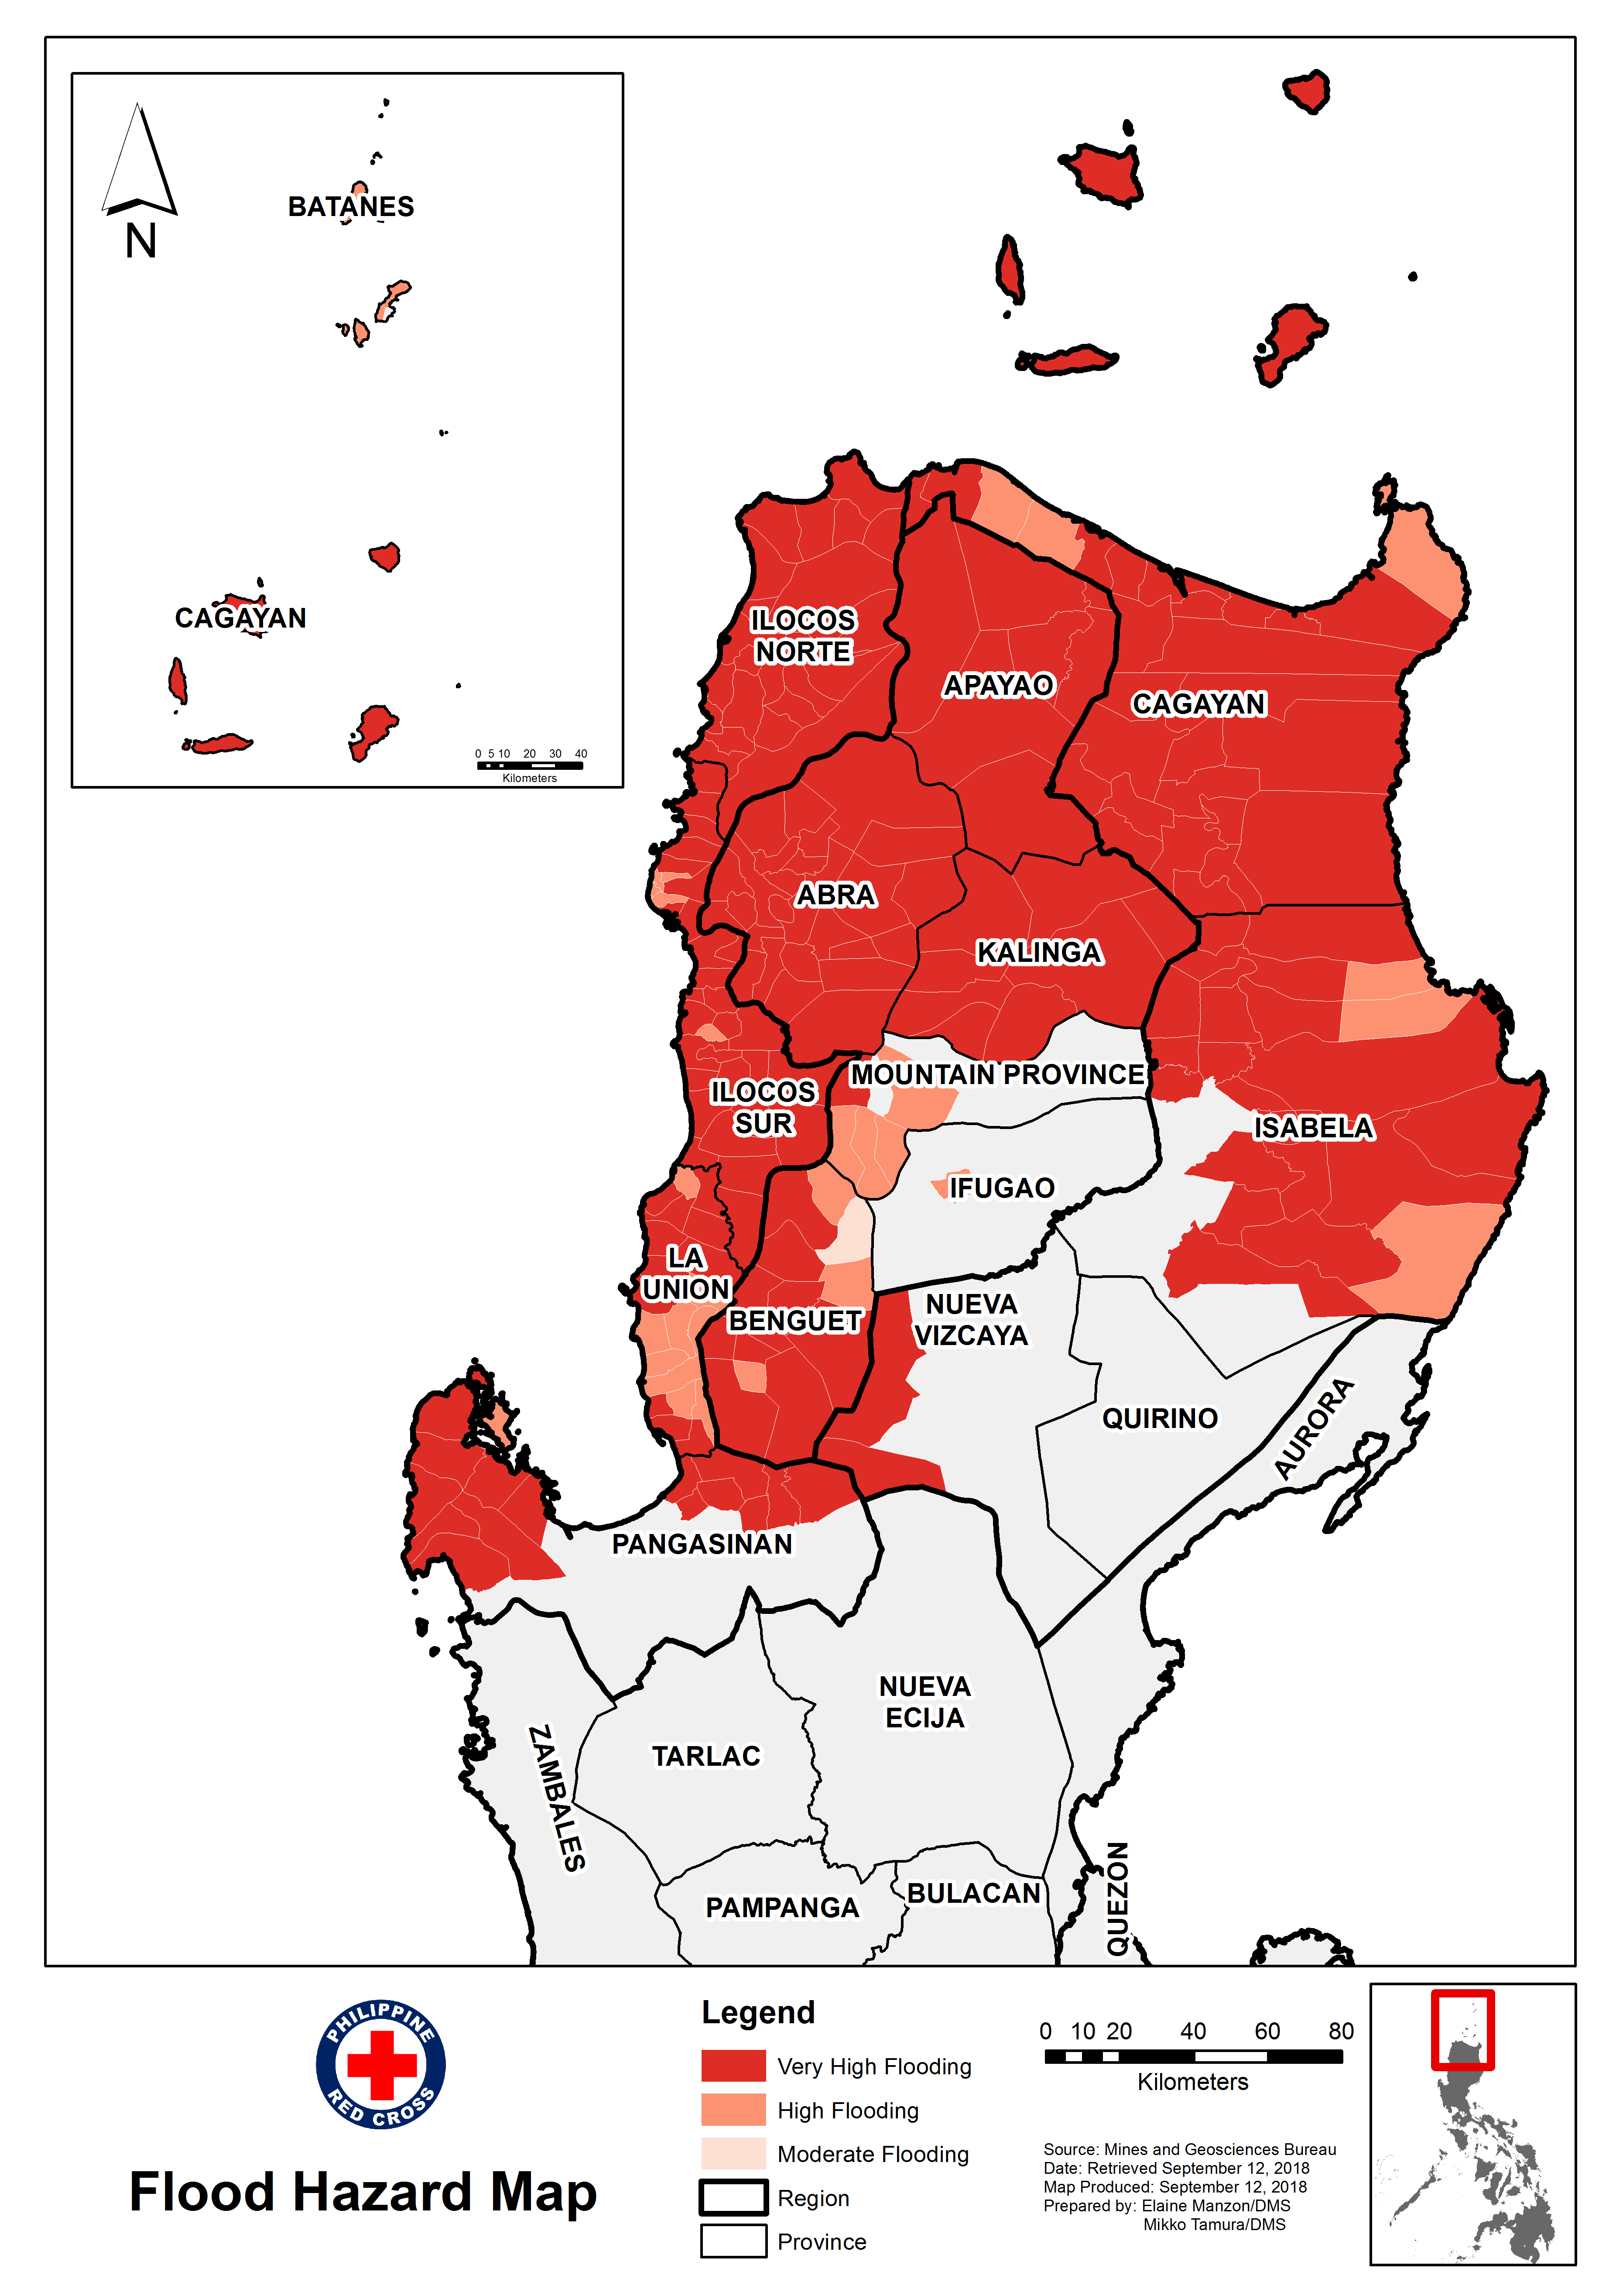 N
BATANES
CAGAYAN
0 5 10 20 30 40
Kilometers
ILOCOS
NORTE
APAYAO
CAGAYAN
ABRA
KALINGA
MOUNTAIN PROVINCE
ILOCOS
SUR
ISABELA
IFUGAO
LA
UNION
BENGUET
NUEVA
VIZCAYA
QUIRINO
AURORA
PANGASINAN
NUEVA
ECIJA
TARLAC
ZAMBALES
PAMPANGA
BULACAN
QUEZON
PHILIPPINE
RED CROSS
Flood Hazard Map
Legend
Very High Flooding
High Flooding
Moderate Flooding
Region
Province
0 10 20 40 60 80
Kilometers
Source: Mines and Geosciences Bureau
Date: Retrieved September 12, 2018
Map Produced: September 12, 2018
Prepared by: Elaine Manzon/DMS
Mikko Tamura/DMS